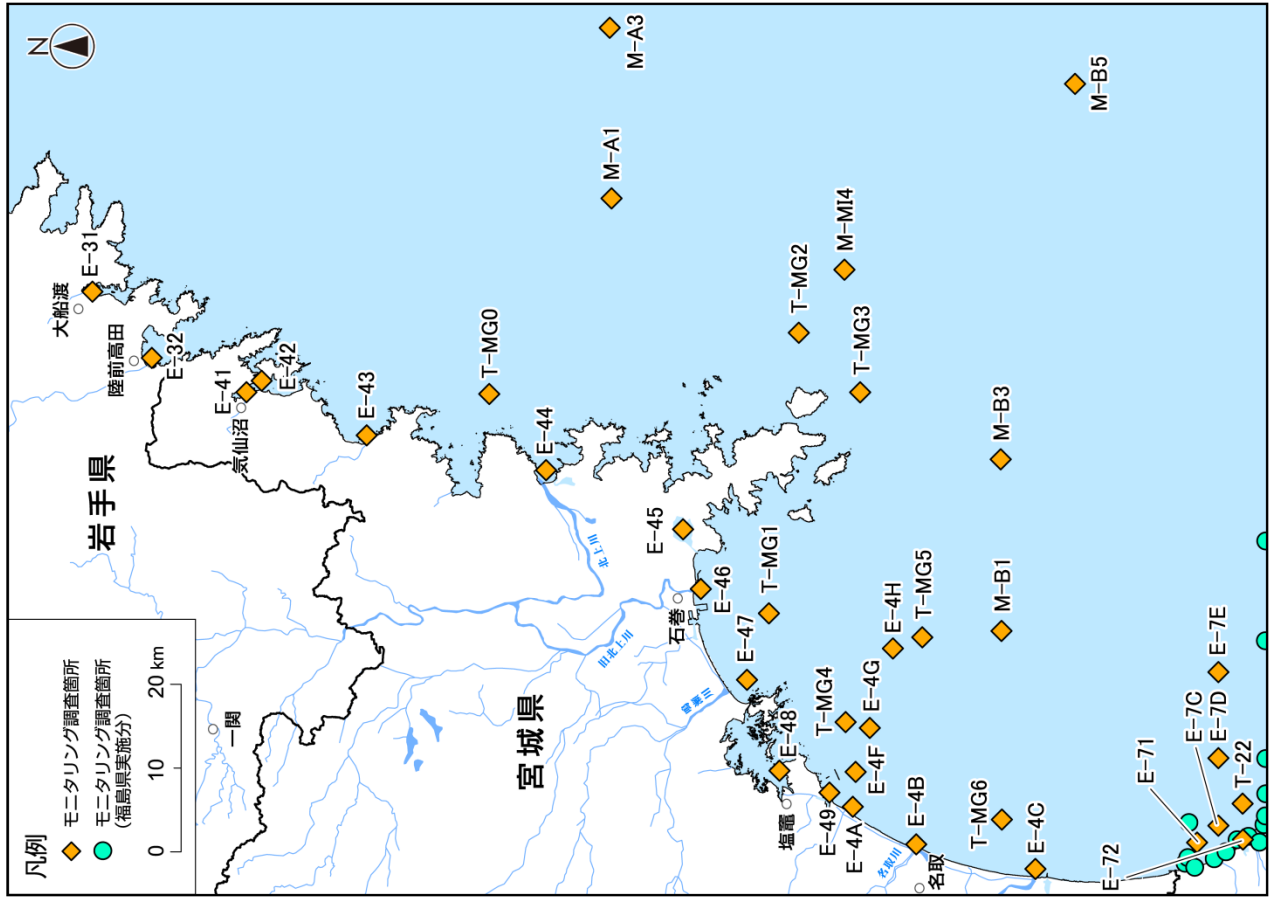 凡例
モニタリング調査箇所
モニタリング調査箇所
(福島県実施分)
0 10 20 km
N
岩手県
宮城県
一関
大船渡
陸前高田
気仙沼
石巻
塩竈
名取
北上川
旧北上川
鳴瀬川
名取川
E-31
E-32
E-41
E-42
E-43
T-MG0
E-44
E-45
E-46
E-47
T-MG1
E-48
E-49
E-4A
E-4F
E-4G
T-MG4
E-4B
E-4C
E-4H
T-MG5
T-MG6
M-A1
M-A3
T-MG2
M-MI4
T-MG3
M-B1
M-B3
M-B5
E-71
E-7C
E-7D
E-7E
T-22
E-72